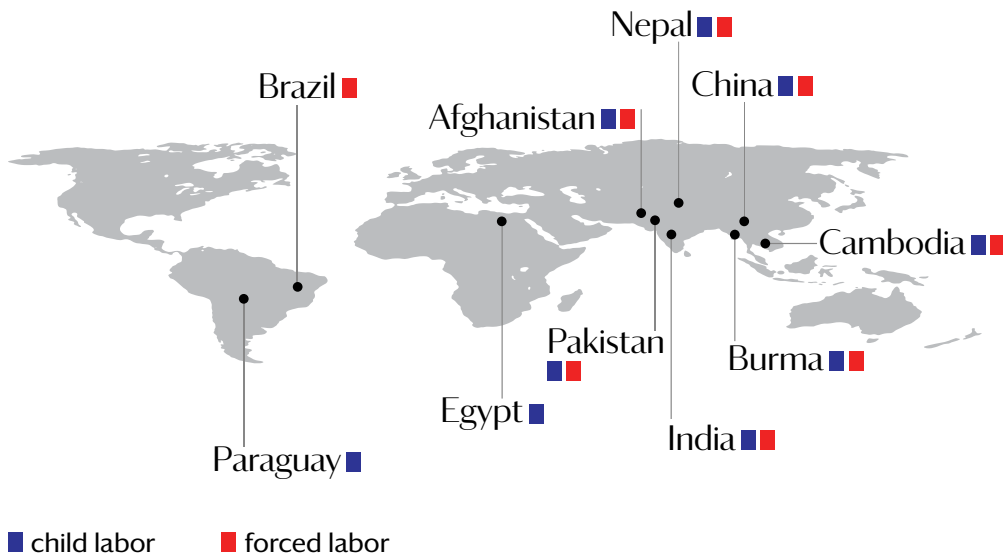 Nepal
Brazil
China
Afghanistan
Cambodia
Pakistan
Burma
Egypt
India
Paraguay
child labor
forced labor